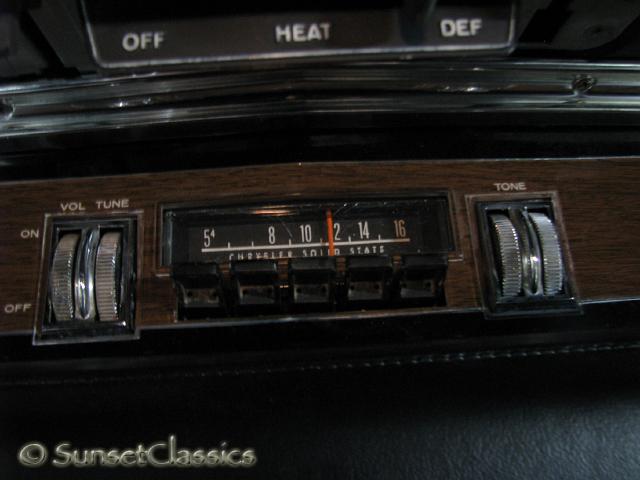 OFF HEAT DEF
VOL TUNE
TONE
ON
5⁴ 8 10 12 14 16
CHRYSLER SOLID STATE
OFF
© SunsetClassics